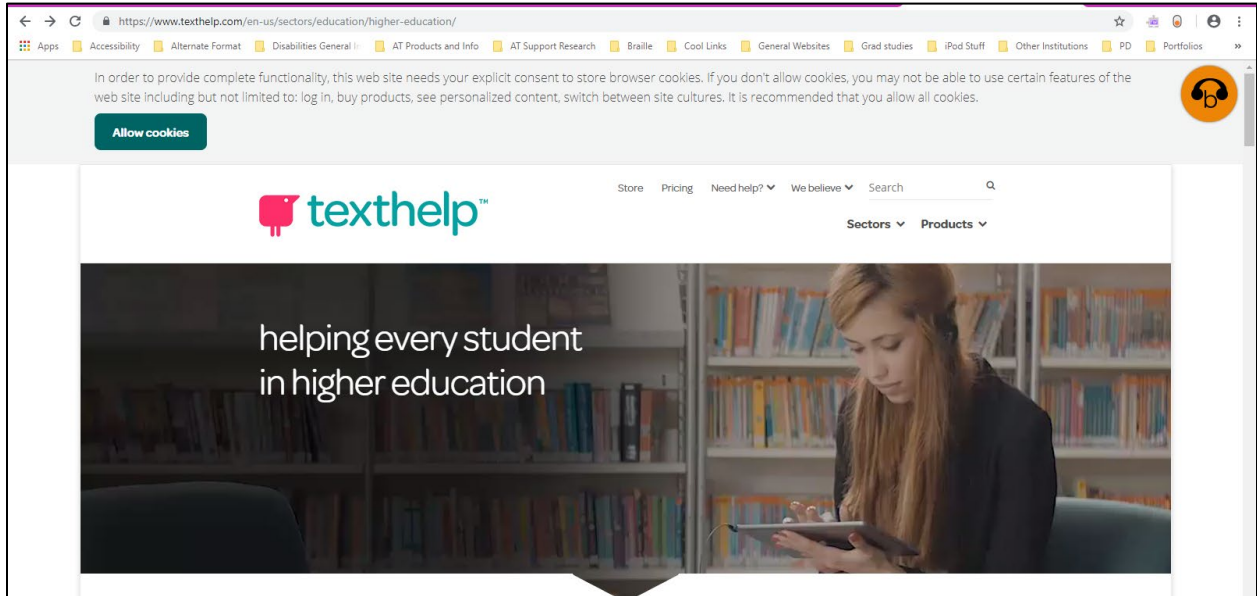 https://www.texthelp.com/en-us/sectors/education/higher-education/
Apps Accessibility Alternate Format Disabilities General I AT Products and Info AT Support Research Braille Cool Links General Websites Grad studies iPod Stuff Other Institutions PD Portfolios »
In order to provide complete functionality, this web site needs your explicit consent to store browser cookies. If you don't allow cookies, you may not be able to use certain features of the
web site including but not limited to: log in, buy products, see personalized content, switch between site cultures. It is recommended that you allow all cookies.
b
Allow cookies
Store Pricing Need help? We believe Search
texthelp™
Sectors Products
helping every student
in higher education